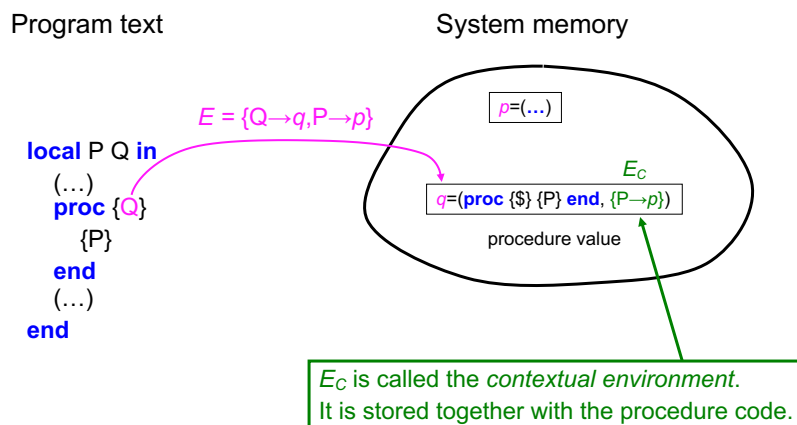 Program text
System memory
E = {Q→q,P→p}
p=(…)
local P Q in
(…)
proc {Q}
{P}
end
(…)
end
E_C
q=(proc {$} {P} end, {P→p})
procedure value
E_C is called the contextual environment.
It is stored together with the procedure code.